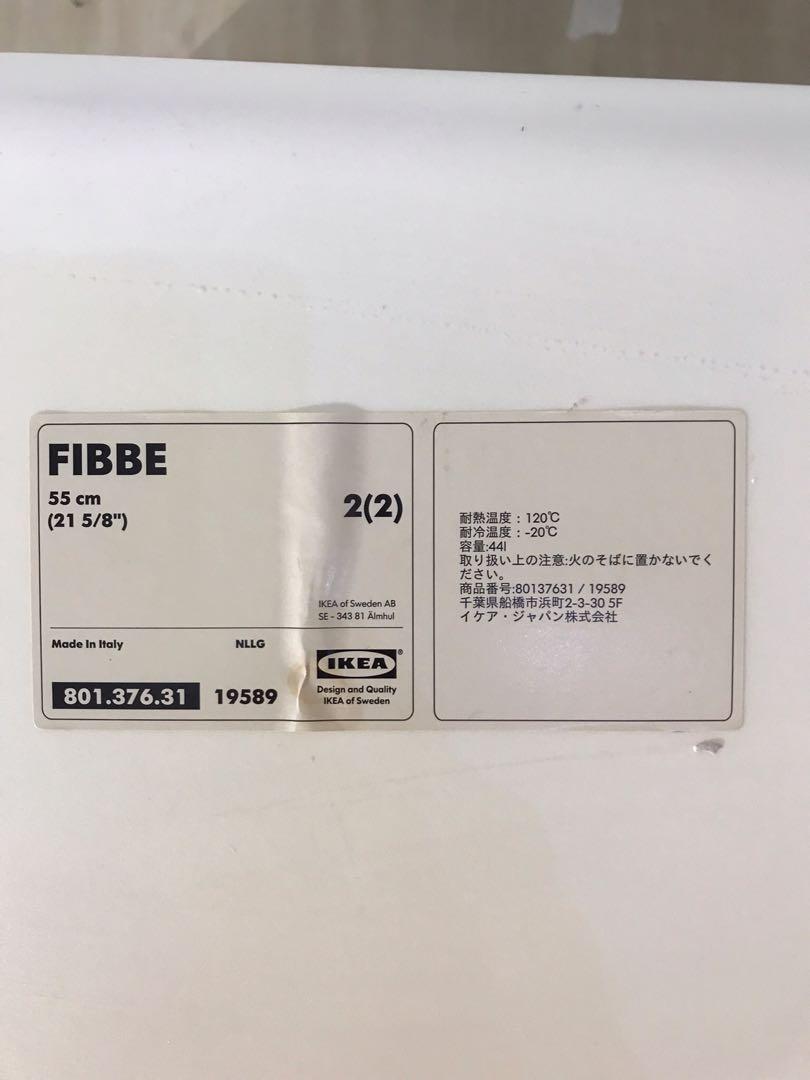 FIBBE
55 cm
(21 5/8")
2(2)
IKEA of Sweden AB
SE - 343 81 Älmhul
Made In Italy
NLLG
IKEA®
801.376.31
19589
Design and Quality
IKEA of Sweden
耐熱温度：120℃
耐冷温度：-20℃
容量:44l
取り扱い上の注意:火のそばに置かないでく
ださい。
商品番号:80137631 / 19589
千葉県船橋市浜町2-3-30 5F
イケア・ジャパン株式会社